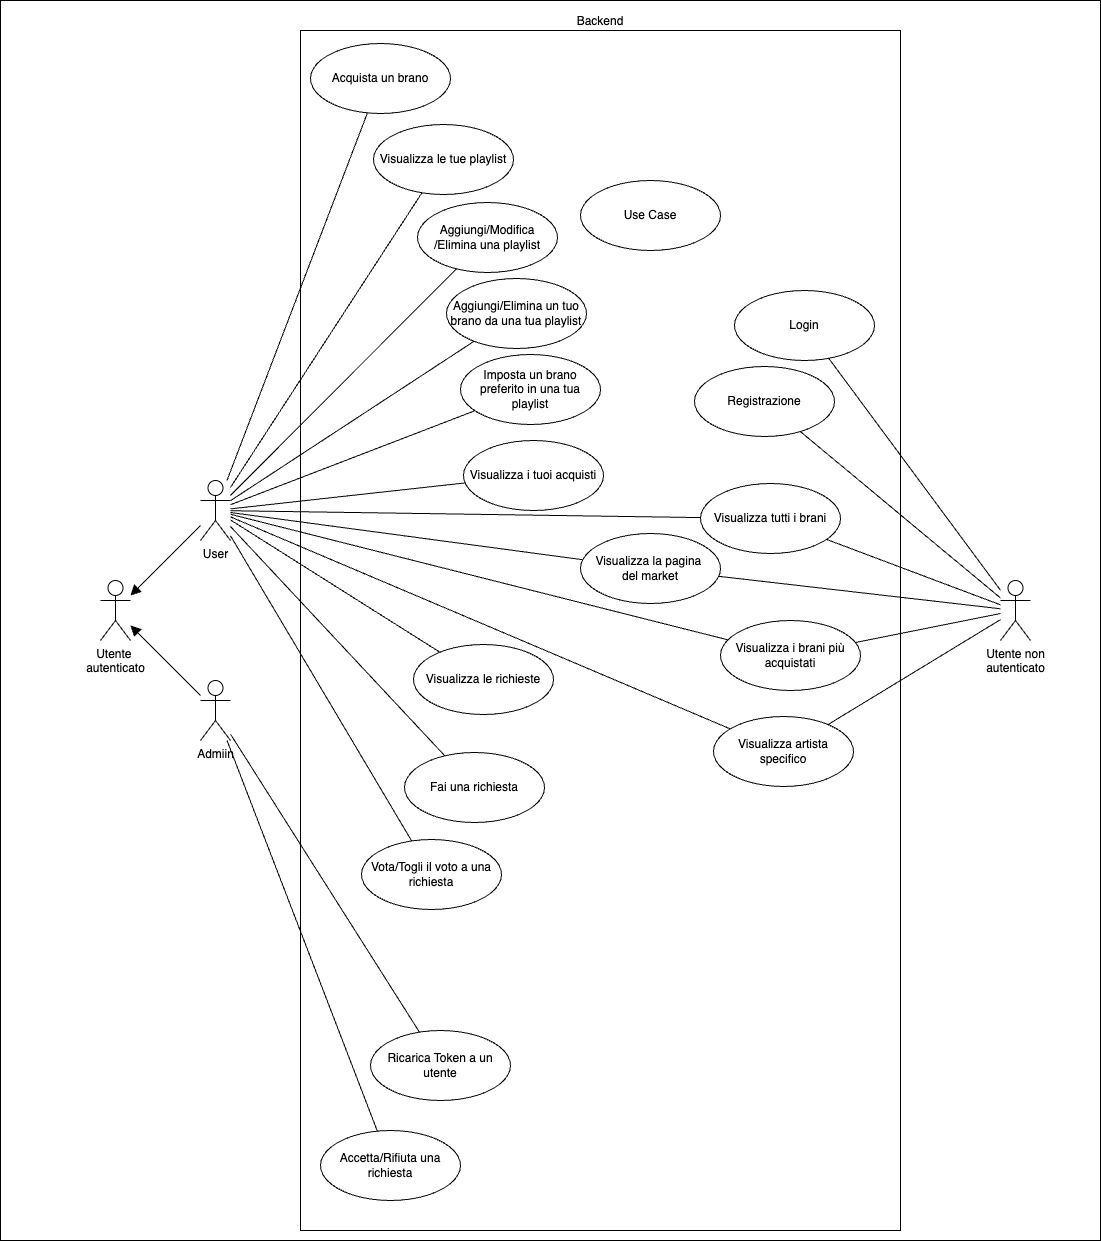 Backend
Acquista un brano
Visualizza le tue playlist
Use Case
Aggiungi/Modifica
/Elimina una playlist
Aggiungi/Elimina un tuo
brano da una tua playlist
Login
Imposta un brano
preferito in una tua
playlist
Registrazione
Visualizza i tuoi acquisti
Visualizza tutti i brani
User
Visualizza la pagina
del market
Utente
autenticato
Utente non
autenticato
Visualizza i brani più
acquistati
Visualizza le richieste
Admiin
Visualizza artista
specifico
Fai una richiesta
Vota/Togli il voto a una
richiesta
Ricarica Token a un
utente
Accetta/Rifiuta una
richiesta